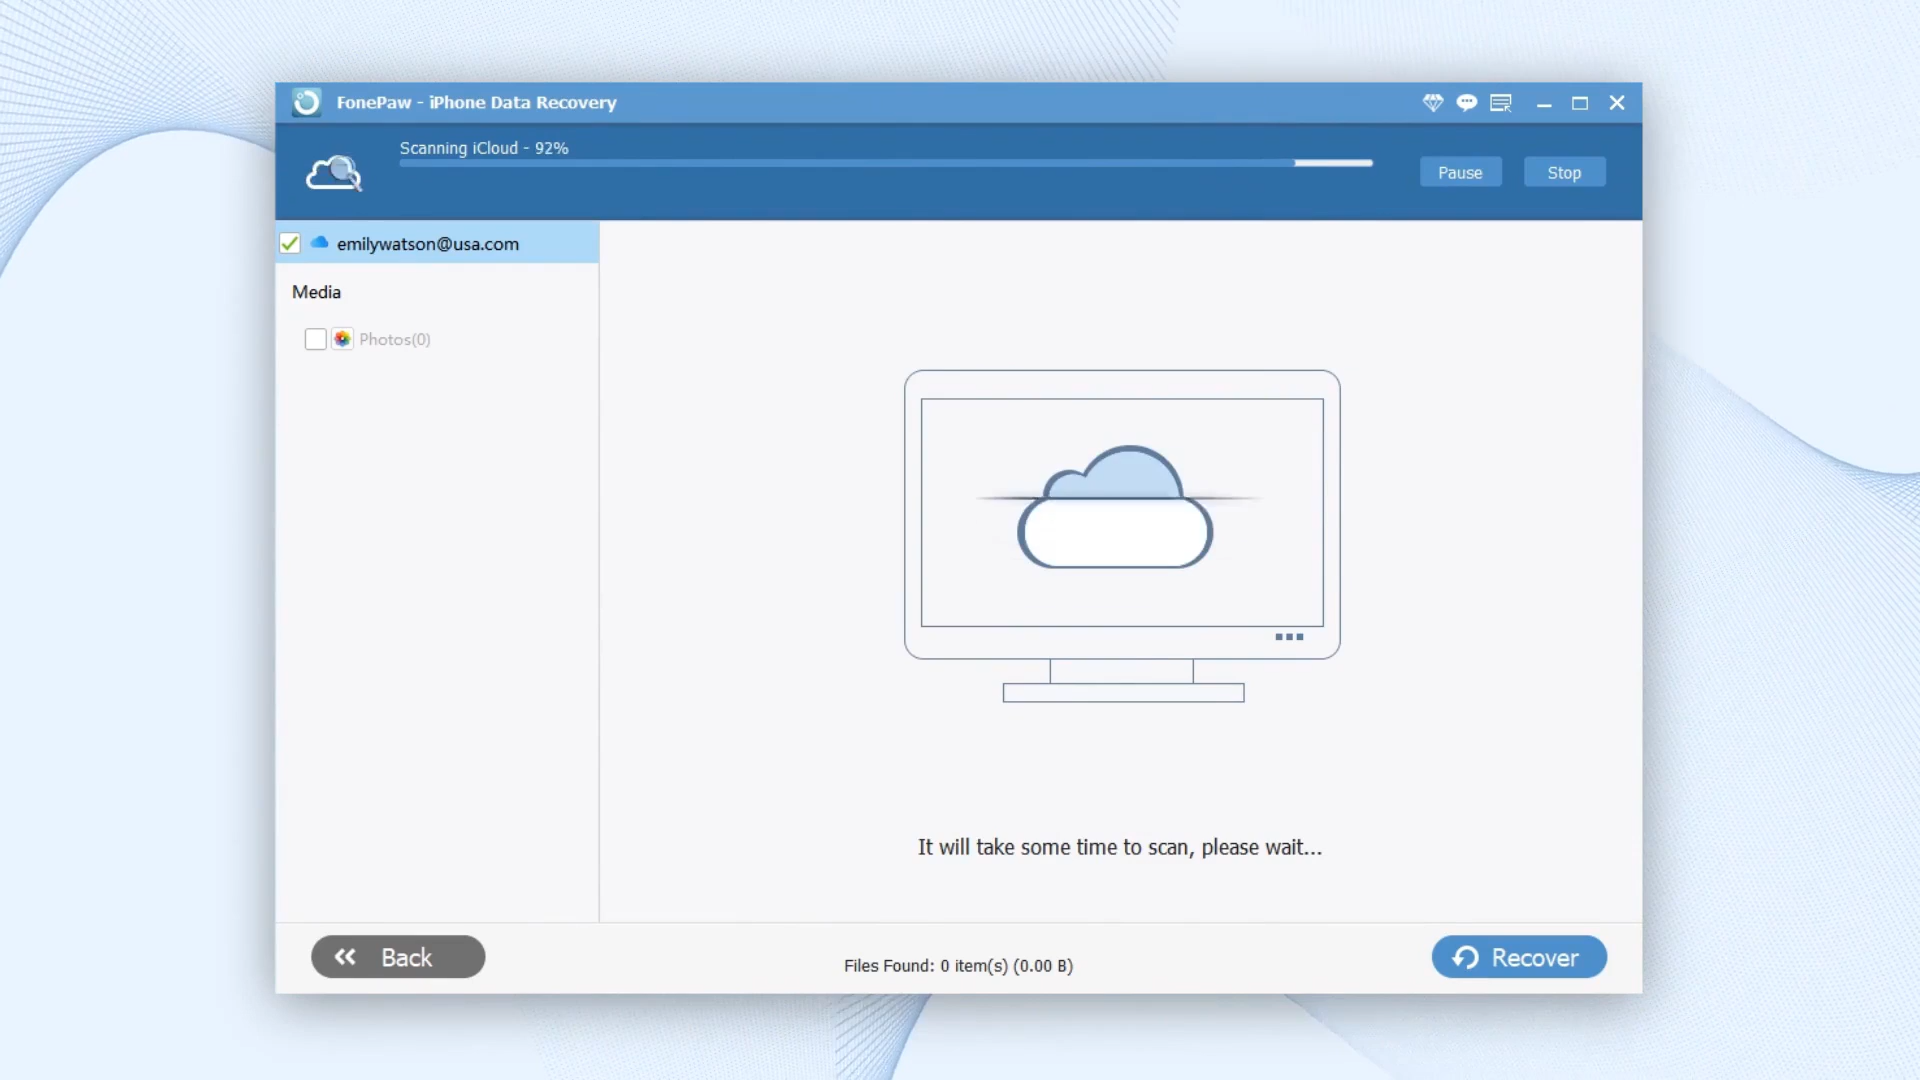 FonePaw - iPhone Data Recovery
Scanning iCloud - 92%
Pause
Stop
emilywatson@usa.com
Media
Photos(0)
It will take some time to scan, please wait...
Back
Files Found: 0 item(s) (0.00 B)
Recover